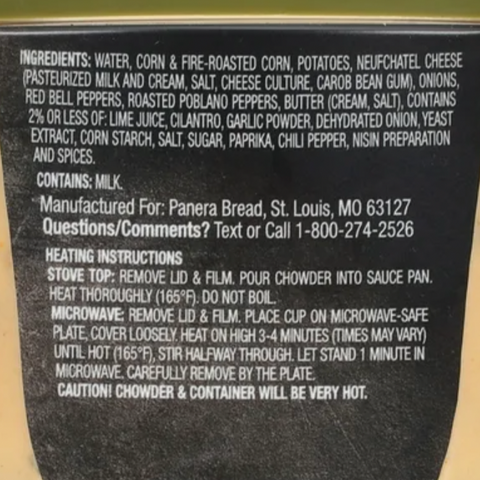 INGREDIENTS: WATER, CORN & FIRE-ROASTED CORN, POTATOES, NEUFCHATEL CHEESE
(PASTEURIZED MILK AND CREAM, SALT, CHEESE CULTURE, CAROB BEAN GUM), ONIONS,
RED BELL PEPPERS, ROASTED POBLANO PEPPERS, BUTTER (CREAM, SALT), CONTAINS
2% OR LESS OF: LIME JUICE, CILANTRO, GARLIC POWDER, DEHYDRATED ONION, YEAST
EXTRACT, CORN STARCH, SALT, SUGAR, PAPRIKA, CHILI PEPPER, NISIN PREPARATION
AND SPICES.
CONTAINS: MILK.
Manufactured For: Panera Bread, St. Louis, MO 63127
Questions/Comments? Text or Call 1-800-274-2526
HEATING INSTRUCTIONS
STOVE TOP: REMOVE LID & FILM. POUR CHOWDER INTO SAUCE PAN.
HEAT THOROUGHLY (165°F). DO NOT BOIL.
MICROWAVE: REMOVE LID & FILM. PLACE CUP ON MICROWAVE-SAFE
PLATE, COVER LOOSELY. HEAT ON HIGH 3-4 MINUTES (TIMES MAY VARY)
UNTIL HOT (165°F), STIR HALFWAY THROUGH. LET STAND 1 MINUTE IN
MICROWAVE. CAREFULLY REMOVE BY THE PLATE.
CAUTION! CHOWDER & CONTAINER WILL BE VERY HOT.